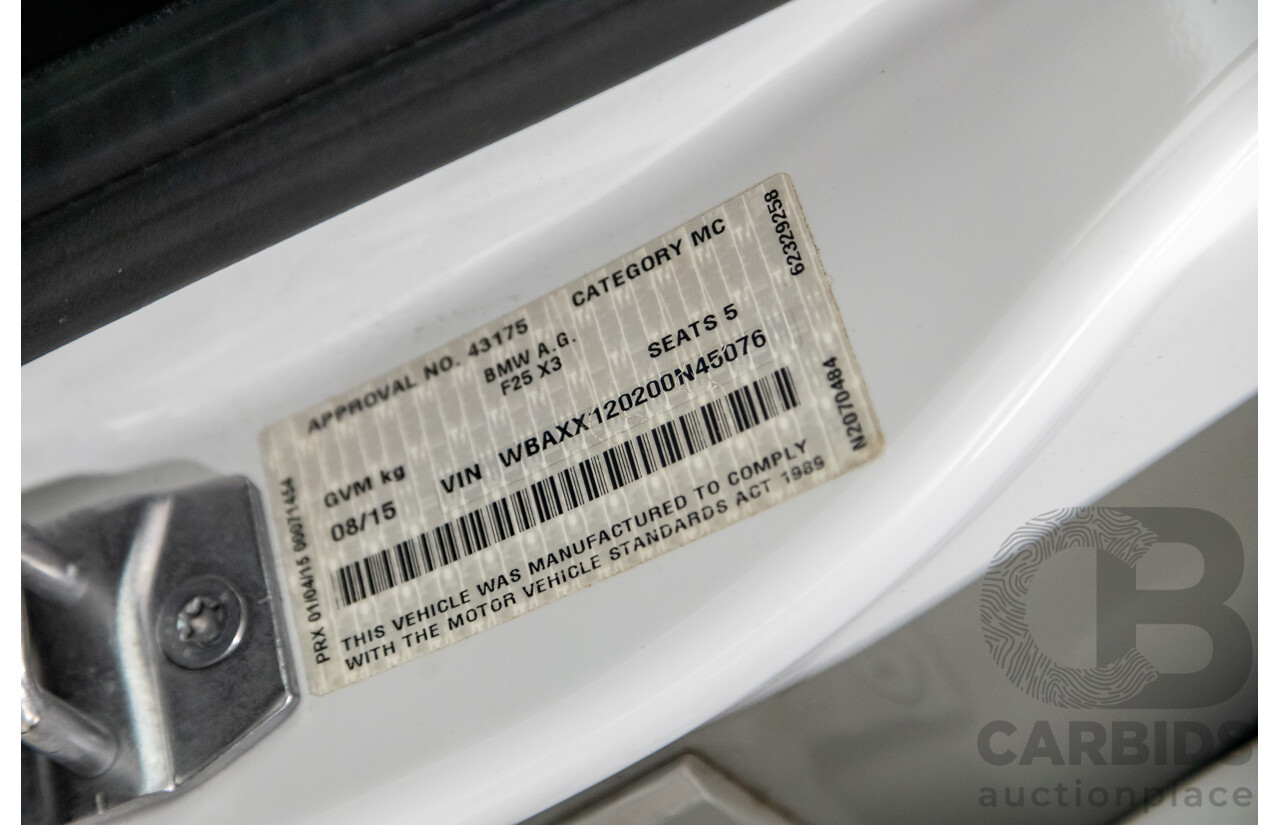 APPROVAL NO. 43175 CATEGORY MC
BMW A.G.
F25 X3
GVM kg SEATS 5
08/15 VIN WBAXX120200N45076
THIS VEHICLE WAS MANUFACTURED TO COMPLY
WITH THE MOTOR VEHICLE STANDARDS ACT 1989
PRX 01/04/15 00071454
62329258
N2070484
CB
CARBIDS
auctionplace